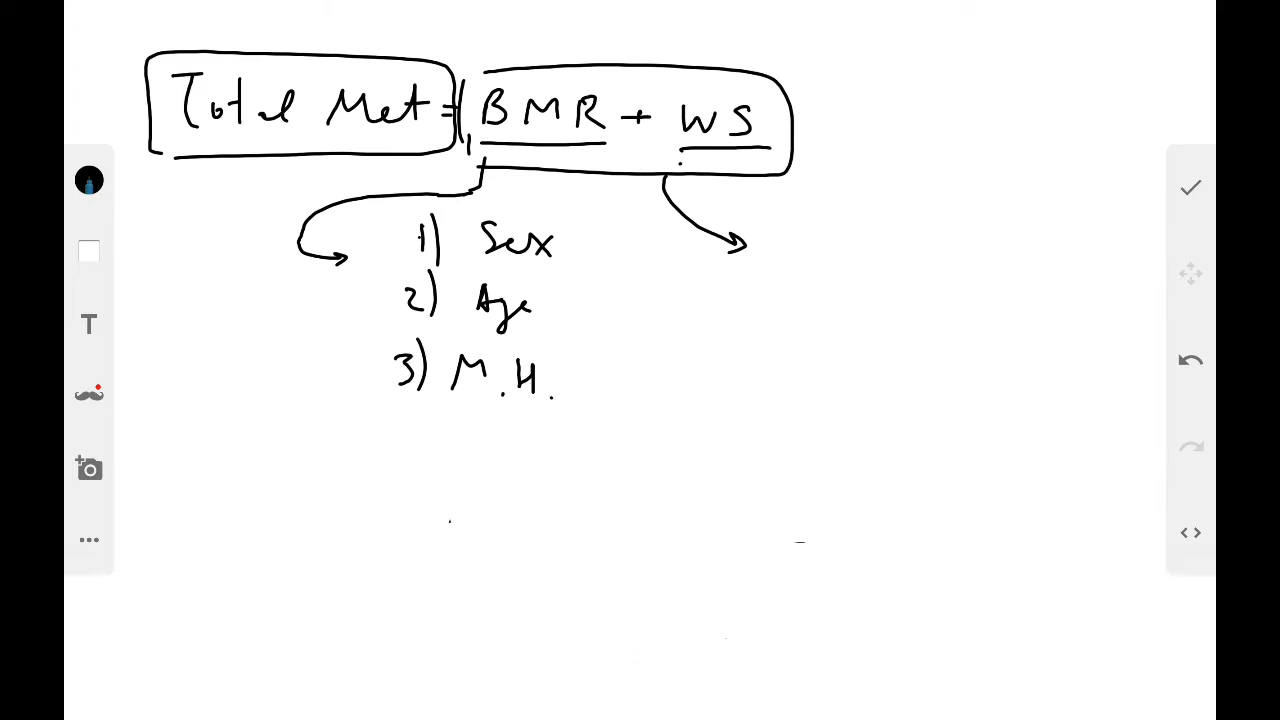 Total Met = BMR + WS
1) Sex
2) Age
3) M.H.
T